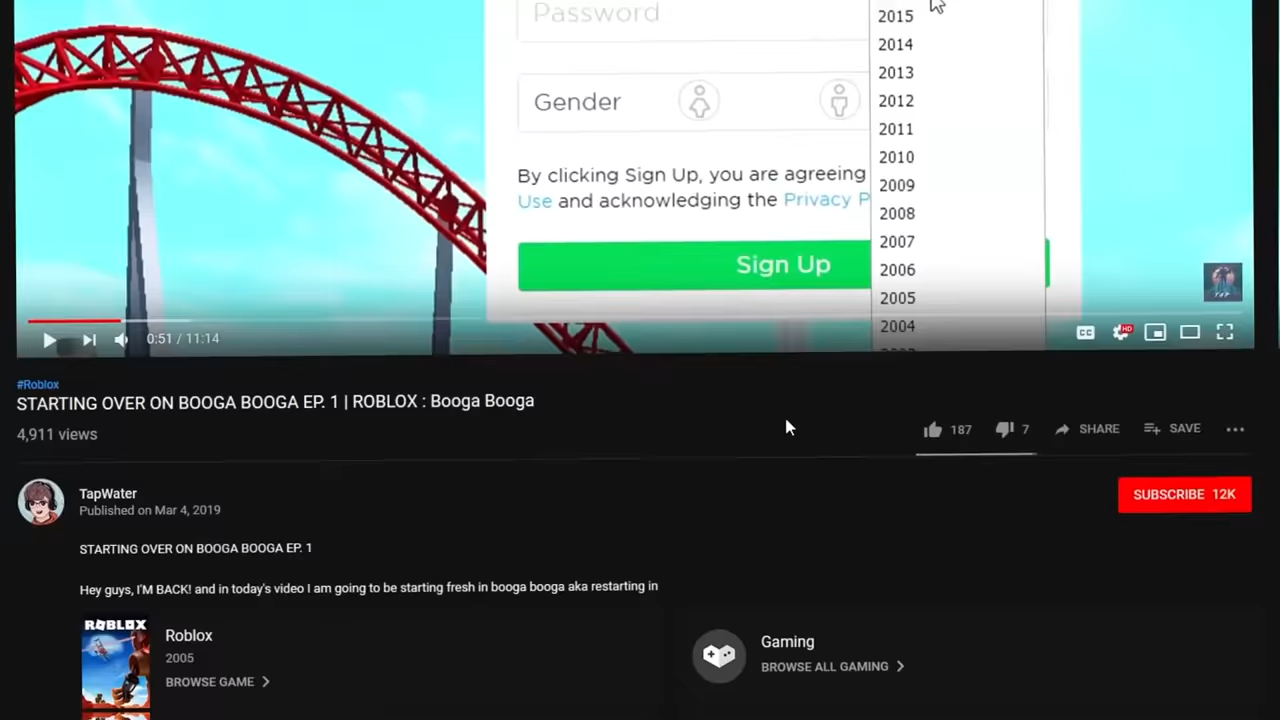 Password
2015
2014
2013
Gender
2012
2011
2010
By clicking Sign Up, you are agreeing
Use and acknowledging the Privacy P
2009
2008
2007
Sign Up
2006
2005
2004
0:51 / 11:14
CC
HD
#Roblox
STARTING OVER ON BOOGA BOOGA EP. 1 | ROBLOX : Booga Booga
4,911 views
187
7
SHARE
SAVE
TapWater
Published on Mar 4, 2019
SUBSCRIBE 12K
STARTING OVER ON BOOGA BOOGA EP. 1
Hey guys, I'M BACK! and in today's video I am going to be starting fresh in booga booga aka restarting in
ROBLOX
Roblox
2005
BROWSE GAME
Gaming
BROWSE ALL GAMING